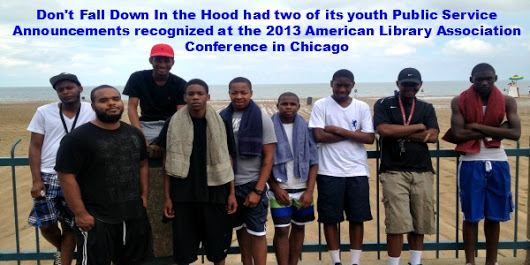 Don't Fall Down In the Hood had two of its youth Public Service
Announcements recognized at the 2013 American Library Association
Conference in Chicago